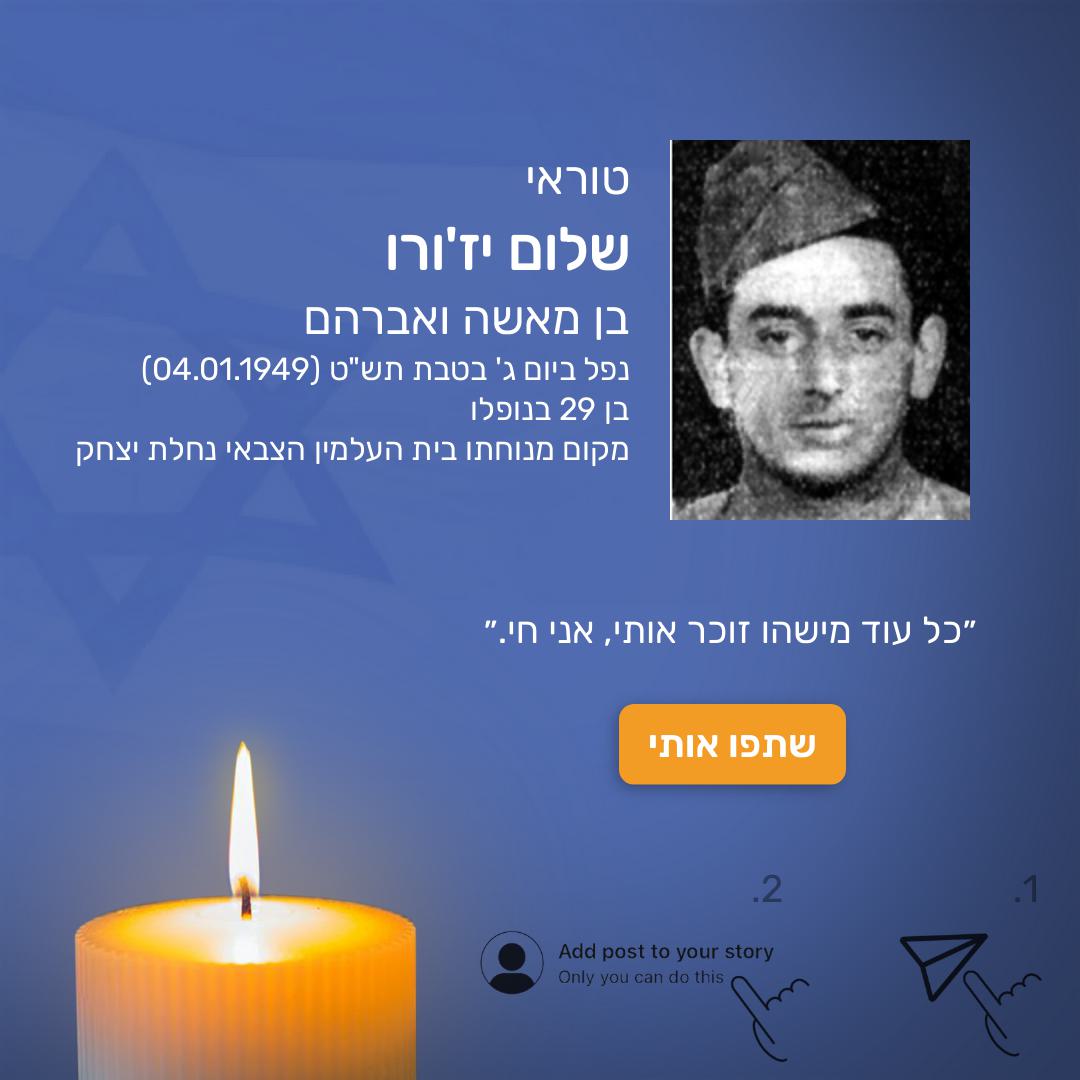 טוראי
שלום יז'ורו
בן מאשה ואברהם
נפל ביום ג' בטבת תש"ט (04.01.1949)
בן 29 בנופלו
מקום מנוחתו בית העלמין הצבאי נחלת יצחק
״כל עוד מישהו זוכר אותי, אני חי.״
שתפו אותי
1.
2.
Add post to your story
Only you can do this